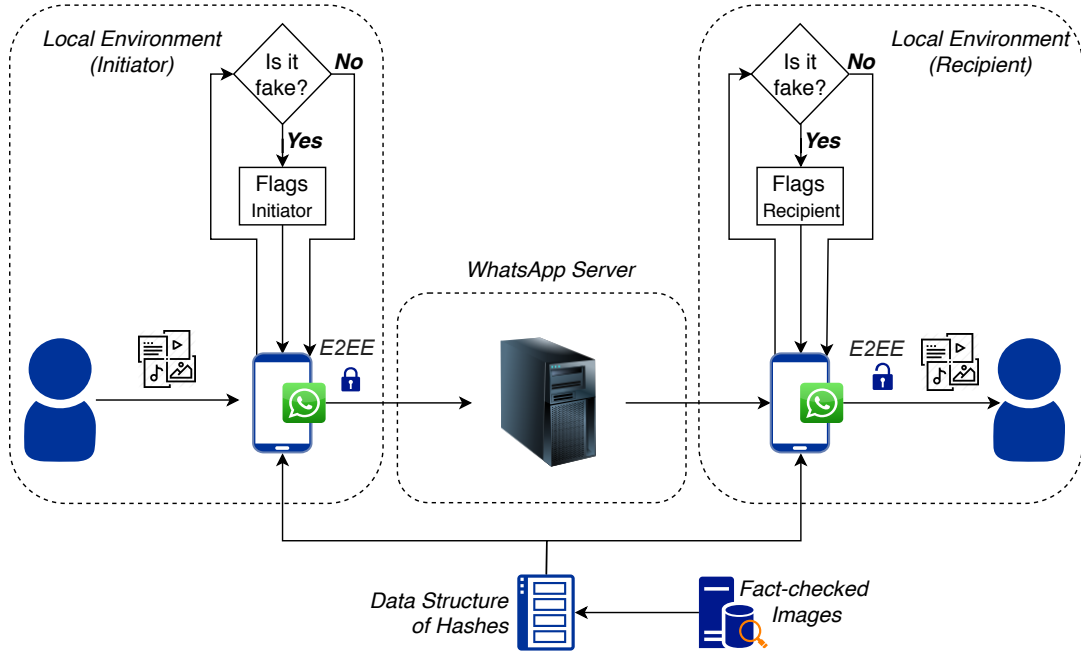 Local Environment
(Initiator)
Is it
fake?
No
Yes
Flags
Initiator
Local Environment
(Recipient)
Is it
fake?
No
Yes
Flags
Recipient
WhatsApp Server
E2EE
E2EE
Data Structure
of Hashes
Fact-checked
Images